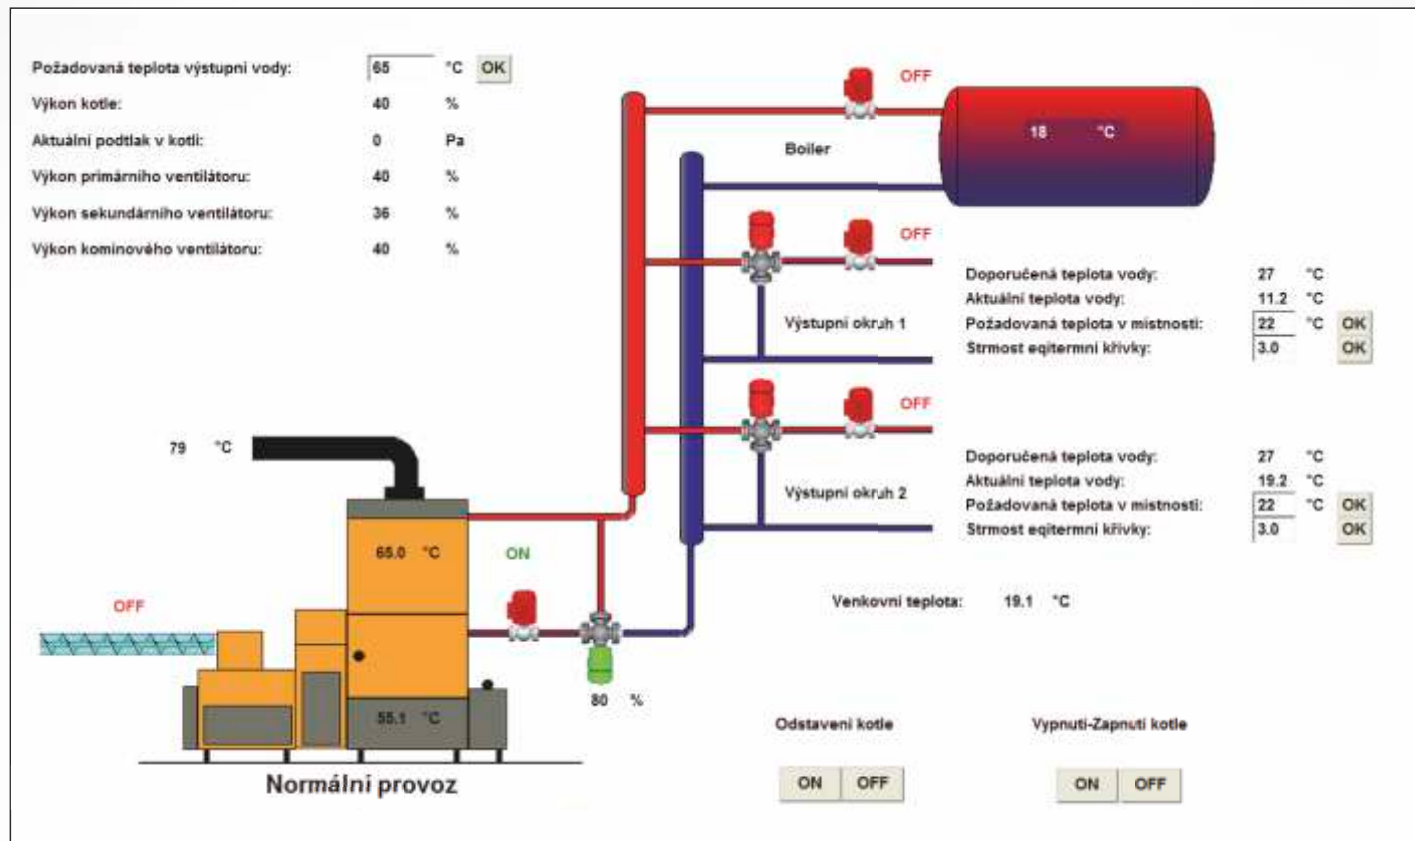 Požadovaná teplota výstupní vody: 65 °C OK
Výkon kotle: 40 %
Aktuální podtlak v kotli: 0 Pa
Výkon primárního ventilátoru: 40 %
Výkon sekundárního ventilátoru: 36 %
Výkon komínového ventilátoru: 40 %
OFF
18 °C
Boiler
OFF
Doporučená teplota vody: 27 °C
Aktuální teplota vody: 11.2 °C
Výstupní okruh 1
Požadovaná teplota v místnosti: 22 °C OK
Strmost eqitermní křivky: 3.0 OK
OFF
79 °C
Doporučená teplota vody: 27 °C
Aktuální teplota vody: 19.2 °C
Výstupní okruh 2
Požadovaná teplota v místnosti: 22 °C OK
Strmost eqitermní křivky: 3.0 OK
65.0 °C
ON
OFF
Venkovní teplota: 19.1 °C
80 %
55.1 °C
Normální provoz
Odstavení kotle
Vypnutí-Zapnutí kotle
ON OFF
ON OFF